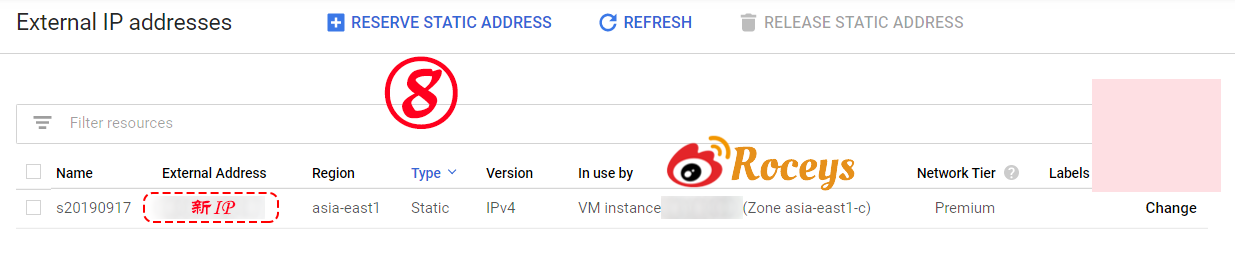 External IP addresses RESERVE STATIC ADDRESS REFRESH RELEASE STATIC ADDRESS
8
Filter resources
Roceys
Name External Address Region Type Version In use by Network Tier ? Labels
s20190917 新IP asia-east1 Static IPv4 VM instance (Zone asia-east1-c) Premium Change